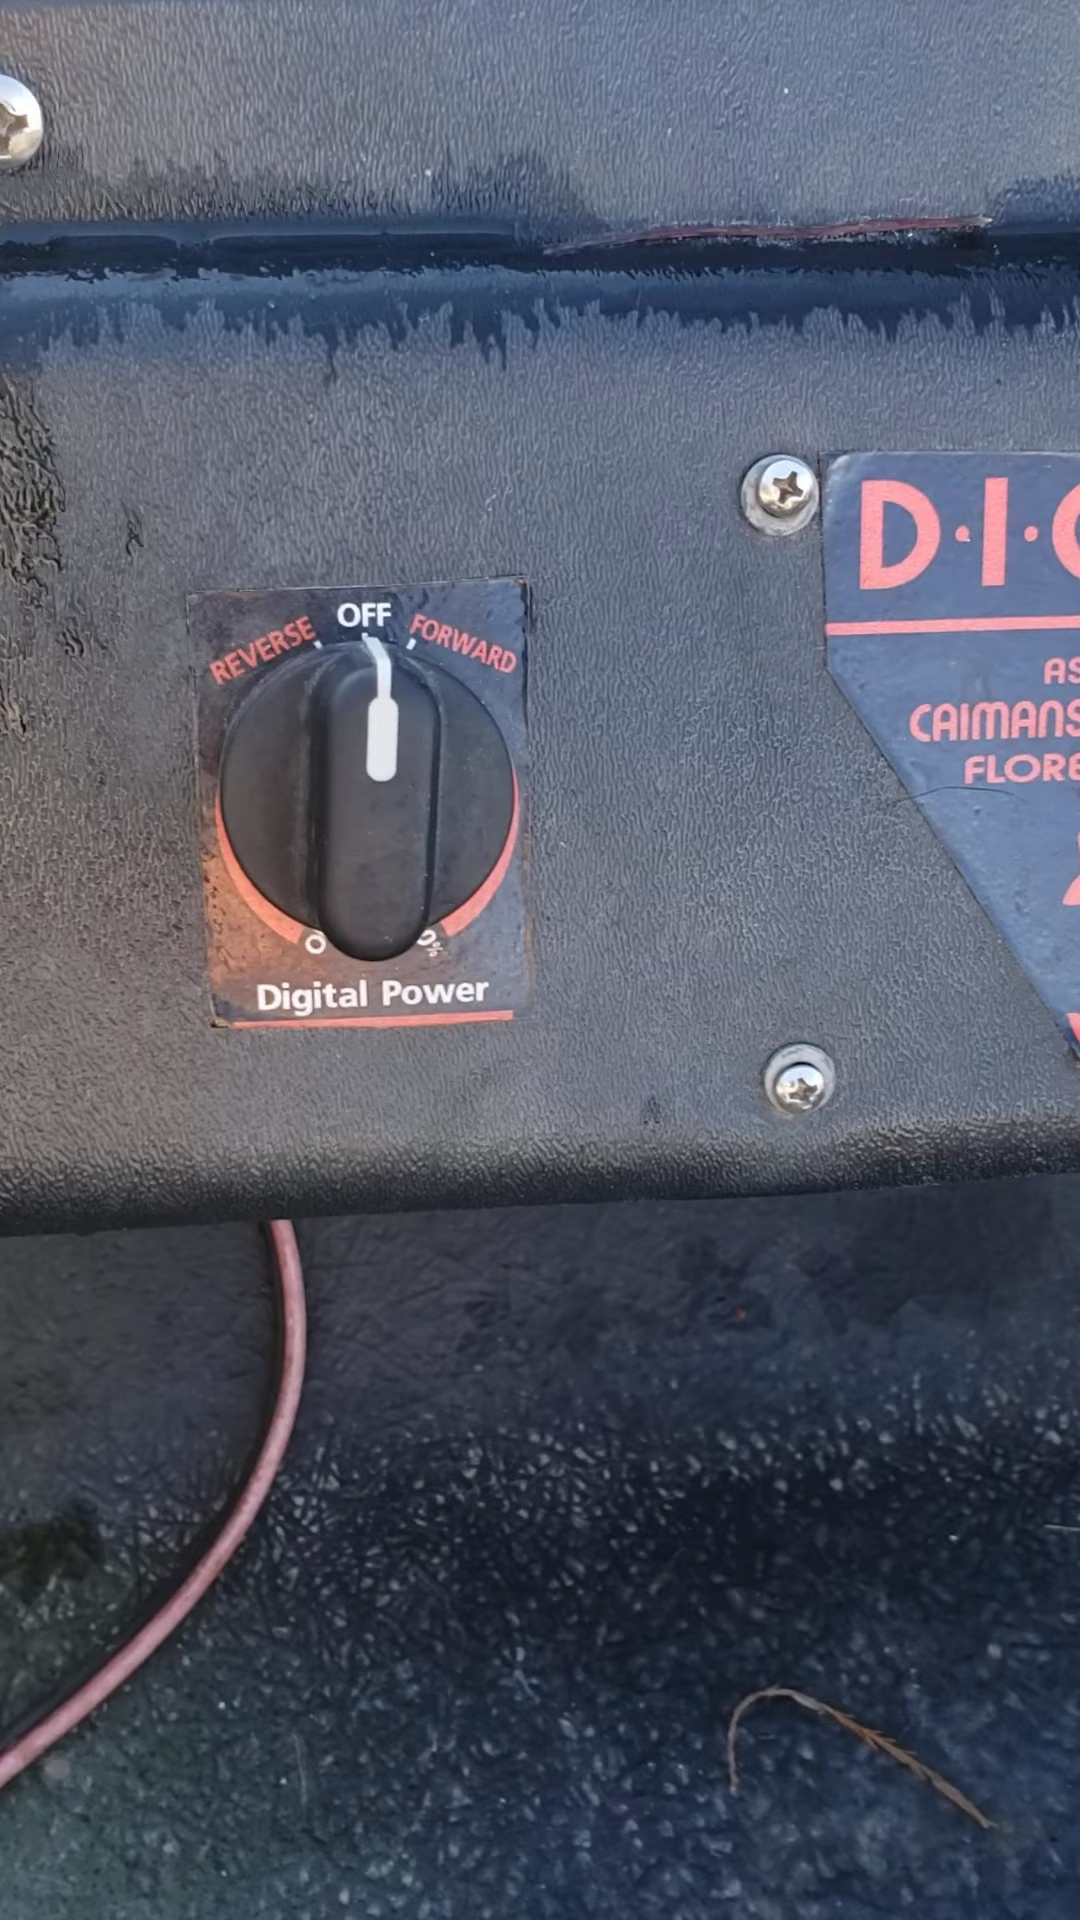 REVERSE OFF FORWARD
Digital Power
D·I·G
AS
CAIMANS
FLORE